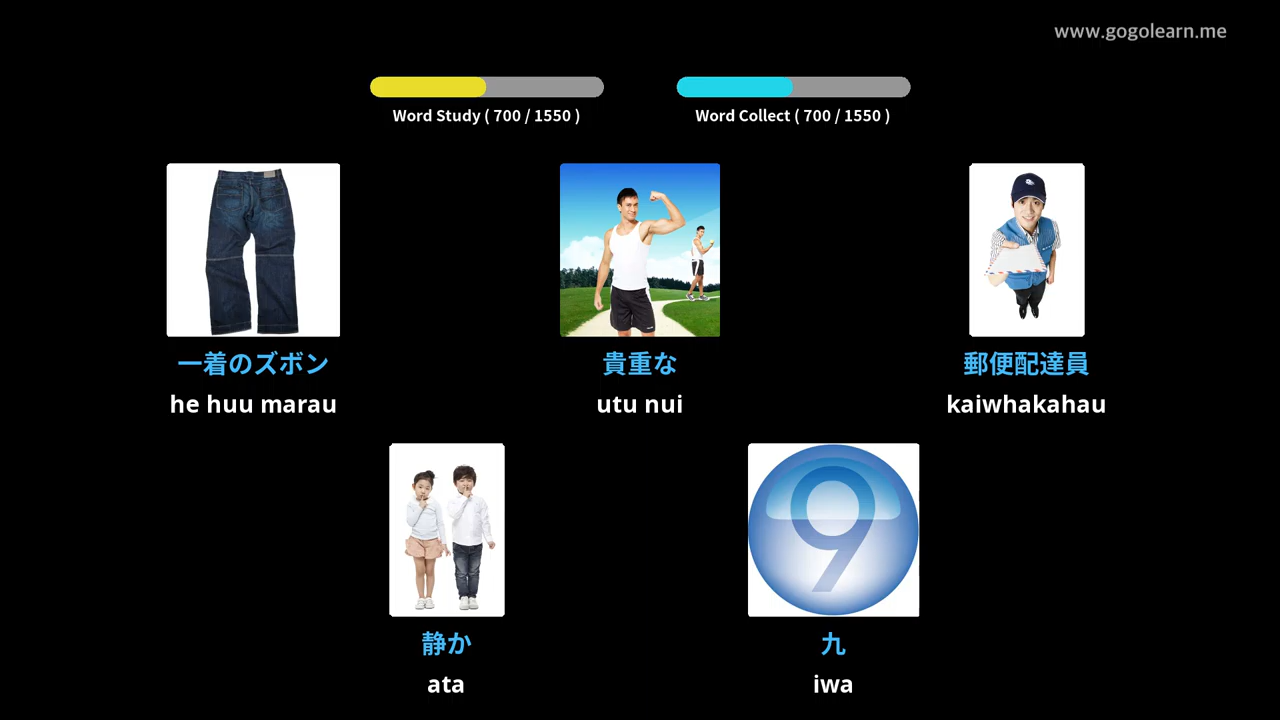 www.gogolearn.me
Word Study ( 700 / 1550 )
Word Collect ( 700 / 1550 )
一着のズボン
he huu marau
貴重な
utu nui
郵便配達員
kaiwhakahau
静か
ata
9
九
iwa